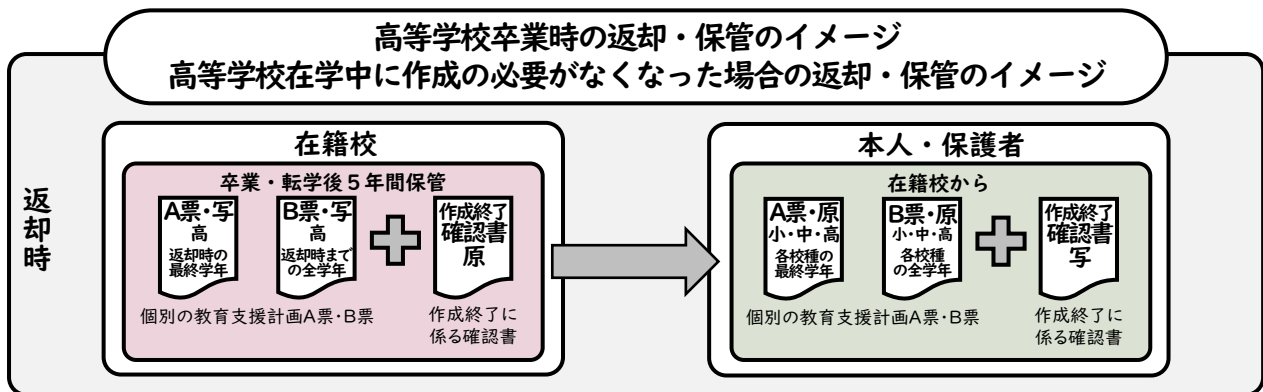 高等学校卒業時の返却・保管のイメージ
高等学校在学中に作成の必要がなくなった場合の返却・保管のイメージ
返却時
在籍校
卒業・転学後５年間保管
A票・写
高
返却時の
最終学年
B票・写
高
返却時まで
の全学年
作成終了
確認書
原
個別の教育支援計画A票・B票
作成終了に
係る確認書
本人・保護者
在籍校から
A票・原
小・中・高
各校種の
最終学年
B票・原
小・中・高
各校種
の全学年
作成終了
確認書
写
個別の教育支援計画A票・B票
作成終了に
係る確認書